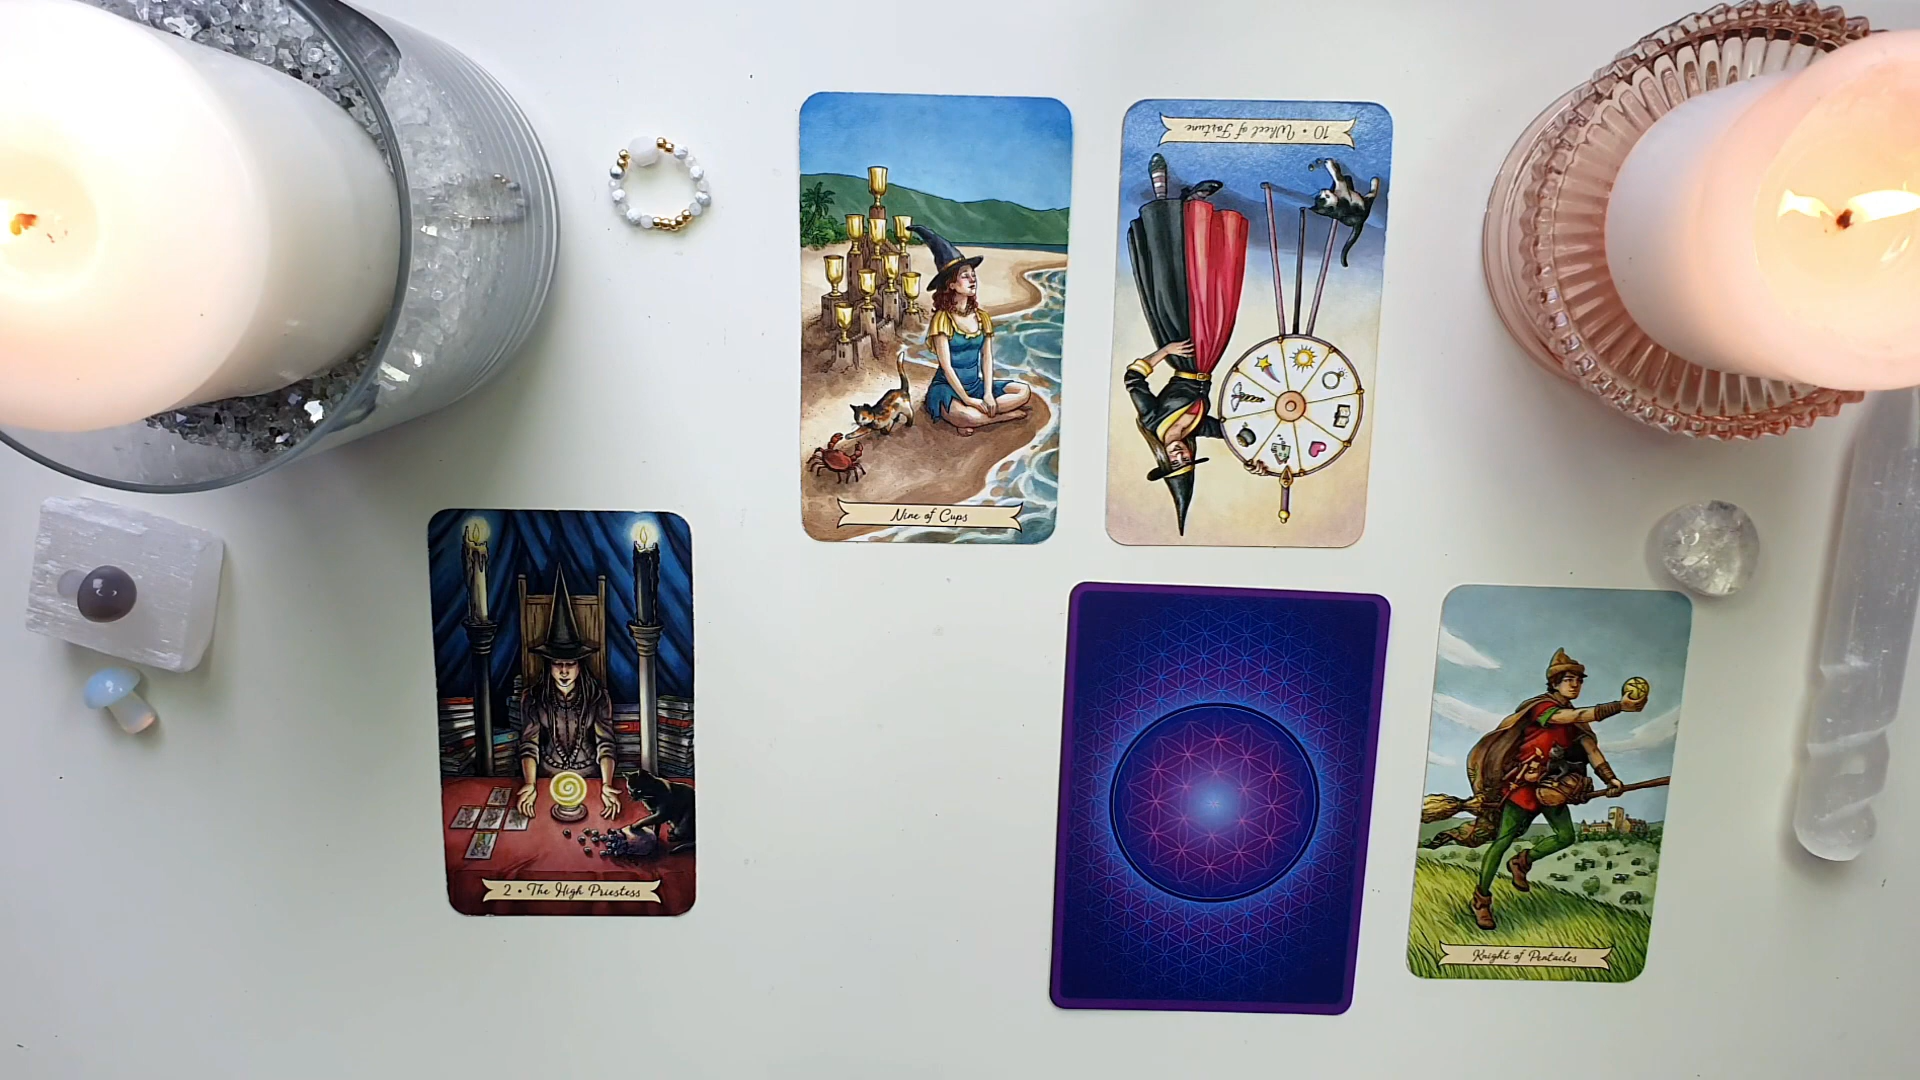 10 • Wheel of Fortune
Nine of Cups
2 • The High Priestess
Knight of Pentacles